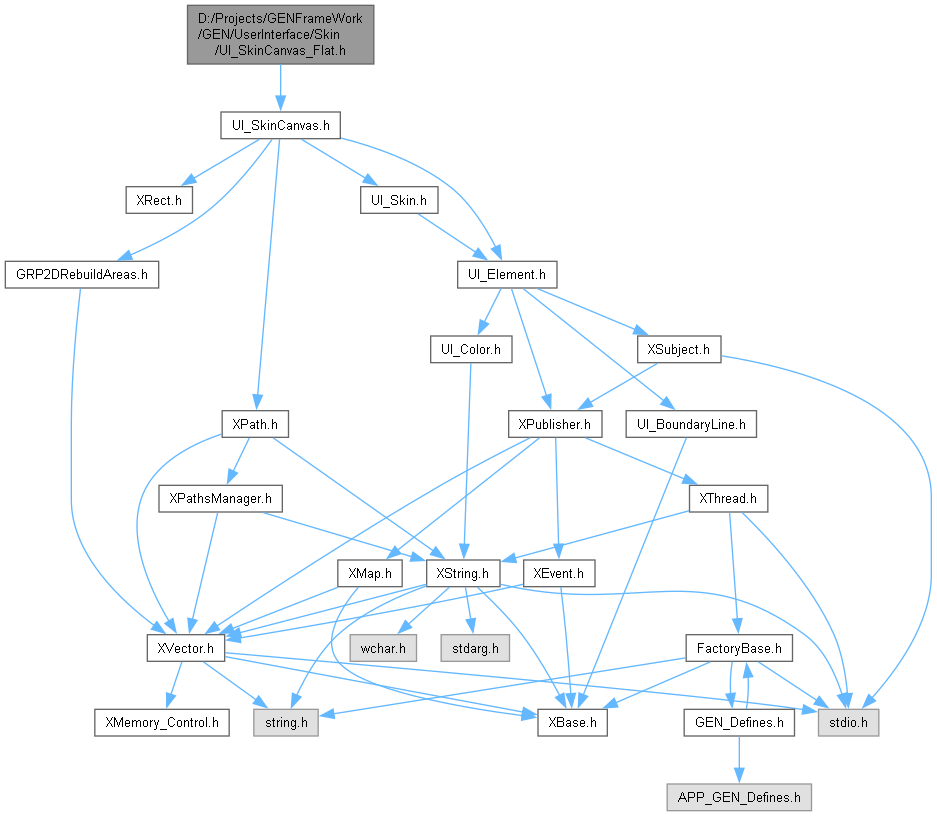 D:/Projects/GENFrameWork
/GEN/UserInterface/Skin
/UI_SkinCanvas_Flat.h
UI_SkinCanvas.h
XRect.h
UI_Skin.h
GRP2DRebuildAreas.h
UI_Element.h
UI_Color.h
XSubject.h
XPath.h
XPublisher.h
UI_BoundaryLine.h
XPathsManager.h
XThread.h
XMap.h
XString.h
XEvent.h
XVector.h
wchar.h
stdarg.h
FactoryBase.h
XMemory_Control.h
string.h
XBase.h
GEN_Defines.h
stdio.h
APP_GEN_Defines.h